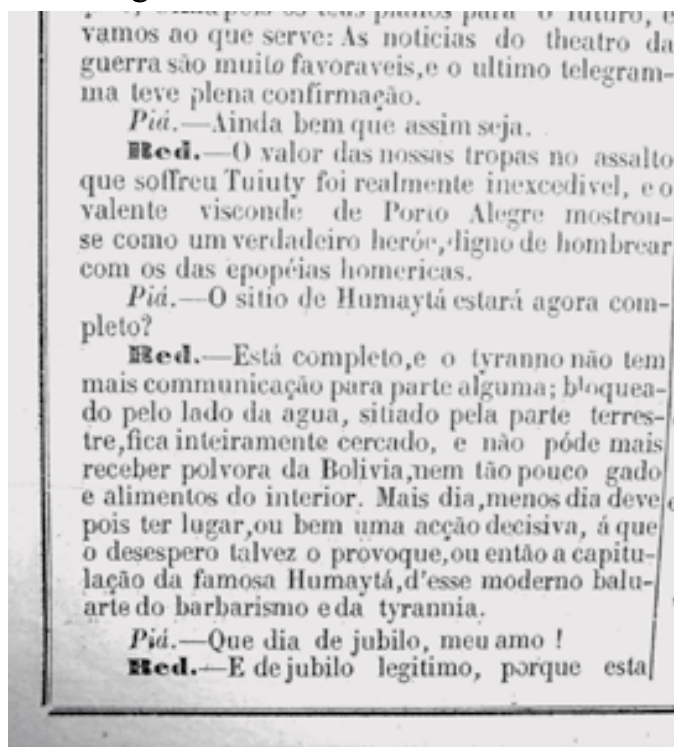 teus planos para o futuro, e
vamos ao que serve: As noticias do theatro da
guerra são muito favoraveis,e o ultimo telegram-
ma teve plena confirmação.
Piá.—Ainda bem que assim seja.
Red.—O valor das nossas tropas no assalto
que soffreu Tuiuty foi realmente inexcedivel, e o
valente visconde de Porto Alegre mostrou-
se como um verdadeiro heróe, digno de hombrear
com os das epopéias homericas.
Piá.—O sitio de Humaytá estará agora com-
pleto?
Red.—Está completo,e o tyranno não tem
mais communicação para parte alguma; bloquea-
do pelo lado da agua, sitiado pela parte terres-
tre,fica inteiramente cercado, e não póde mais
receber polvora da Bolivia,nem tão pouco gado
e alimentos do interior. Mais dia,menos dia deve
pois ter lugar,ou bem uma acção decisiva, á que
o desespero talvez o provoque,ou então a capitu-
lação da famosa Humaytá,d'esse moderno balu-
arte do barbarismo e da tyrannia.
Piá.—Que dia de jubilo, meu amo !
Red.—E de jubilo legitimo, porque esta